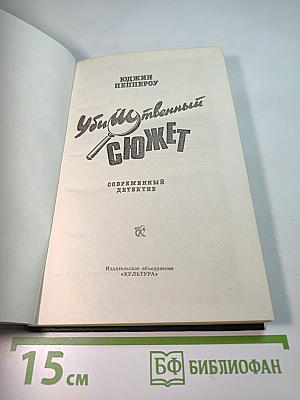 ЮДЖИН
ПЕППЕРОУ
Убийственный
СЮЖЕТ
СОВРЕМЕННЫЙ
ДЕТЕКТИВ
Издательское объединение
«КУЛЬТУРА»
15 см
БФ БИБЛИОФАН